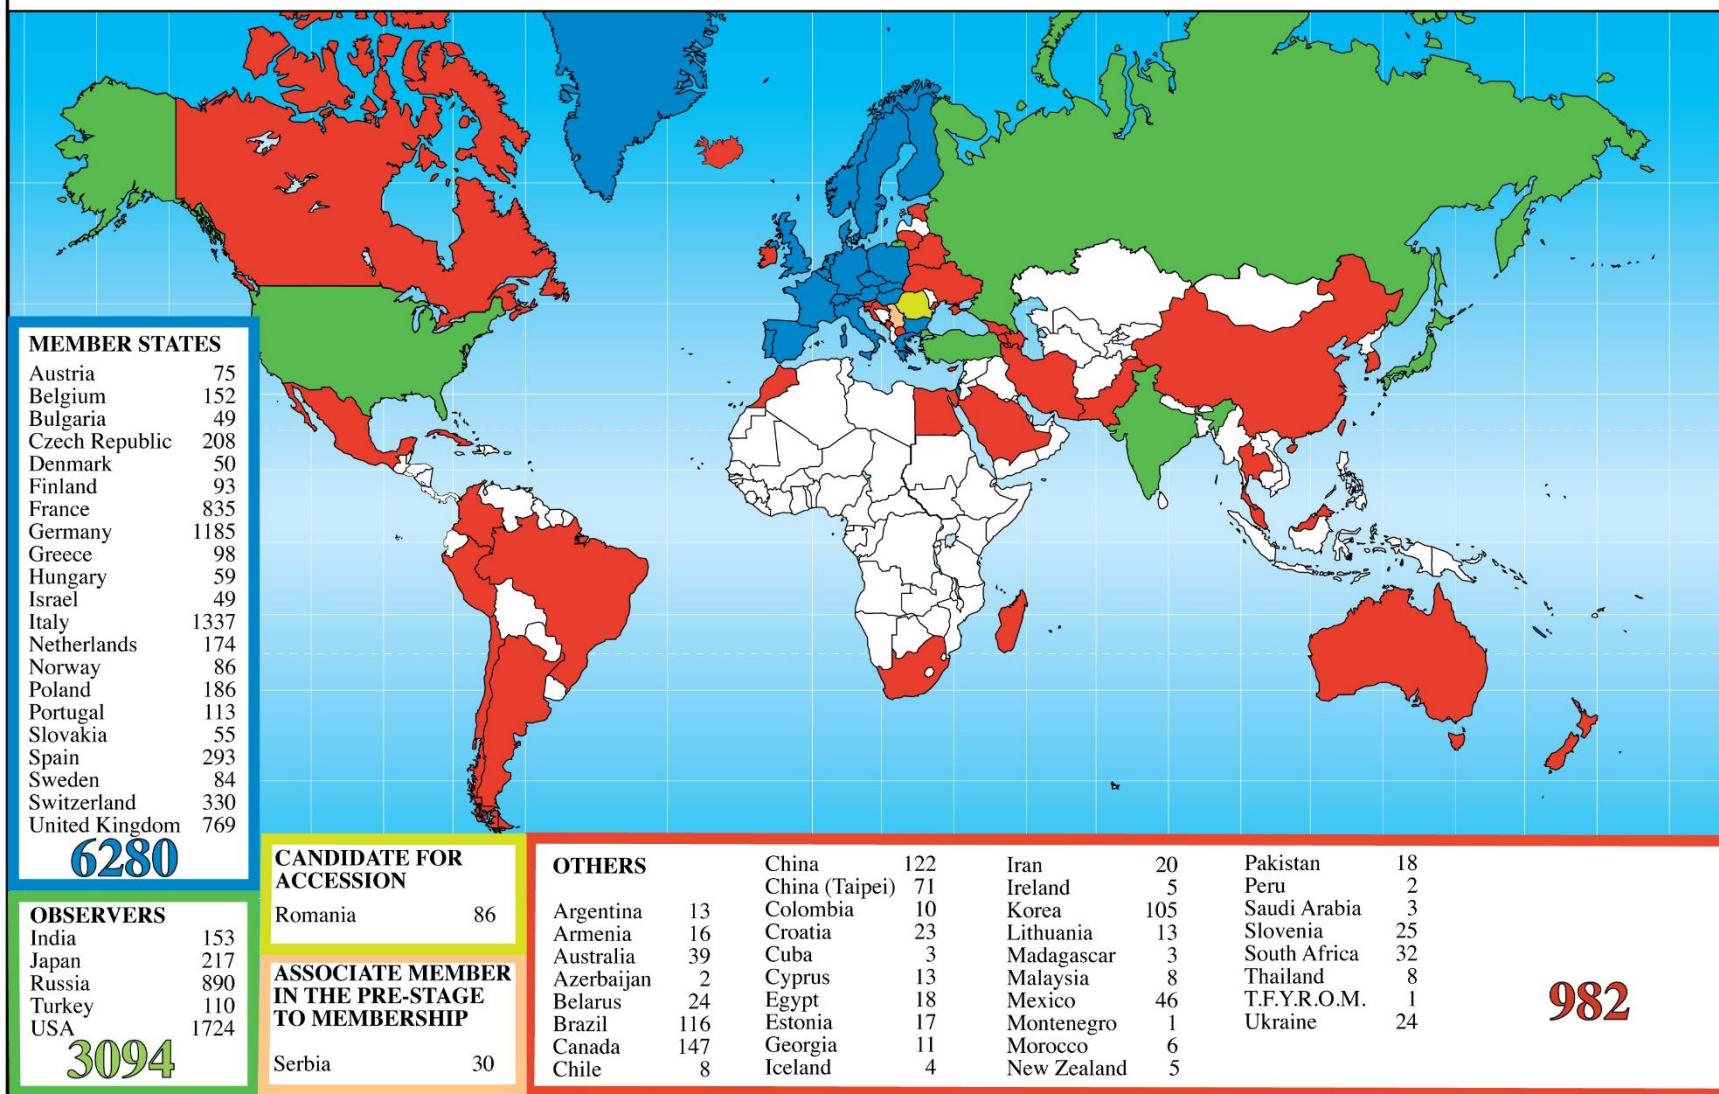 MEMBER STATES
Austria 75
Belgium 152
Bulgaria 49
Czech Republic 208
Denmark 50
Finland 93
France 835
Germany 1185
Greece 98
Hungary 59
Israel 49
Italy 1337
Netherlands 174
Norway 86
Poland 186
Portugal 113
Slovakia 55
Spain 293
Sweden 84
Switzerland 330
United Kingdom 769
6280
OBSERVERS
India 153
Japan 217
Russia 890
Turkey 110
USA 1724
3094
CANDIDATE FOR
ACCESSION
Romania 86
ASSOCIATE MEMBER
IN THE PRE-STAGE
TO MEMBERSHIP
Serbia 30
OTHERS
Argentina 13
Armenia 16
Australia 39
Azerbaijan 2
Belarus 24
Brazil 116
Canada 147
Chile 8
China 122
China (Taipei) 71
Colombia 10
Croatia 23
Cuba 3
Cyprus 13
Egypt 18
Estonia 17
Georgia 11
Iceland 4
Iran 20
Ireland 5
Korea 105
Lithuania 13
Madagascar 3
Malaysia 8
Mexico 46
Montenegro 1
Morocco 6
New Zealand 5
Pakistan 18
Peru 2
Saudi Arabia 3
Slovenia 25
South Africa 32
Thailand 8
T.F.Y.R.O.M. 1
Ukraine 24
982